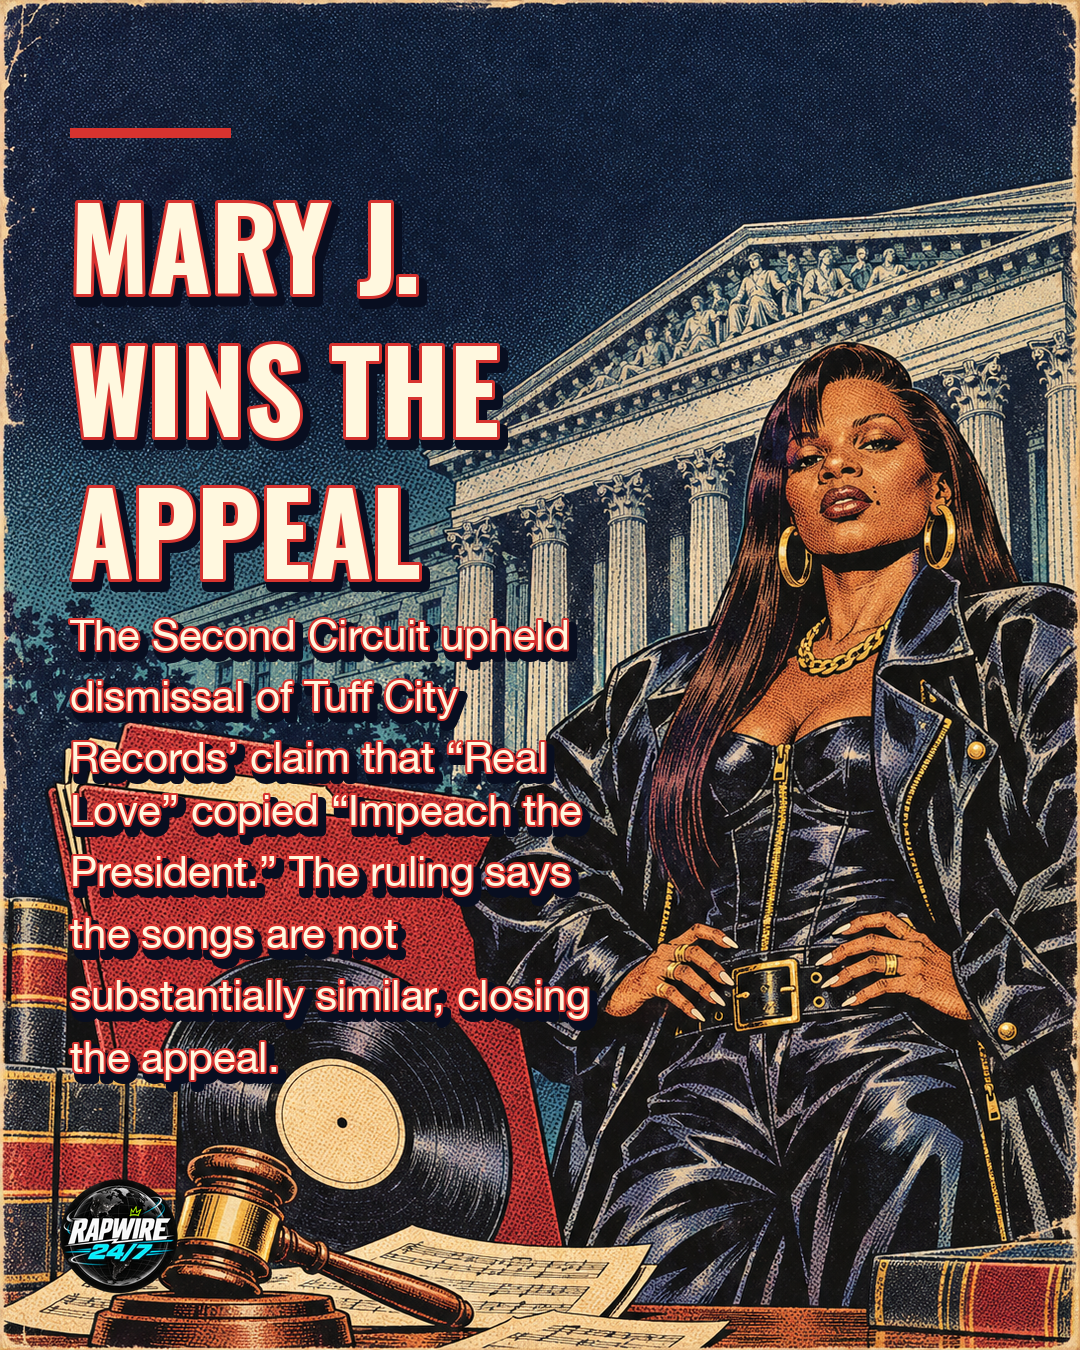 MARY J.
WINS THE
APPEAL
The Second Circuit upheld
dismissal of Tuff City
Records’ claim that “Real
Love” copied “Impeach the
President.” The ruling says
the songs are not
substantially similar, closing
the appeal.
RAPWIRE
24/7